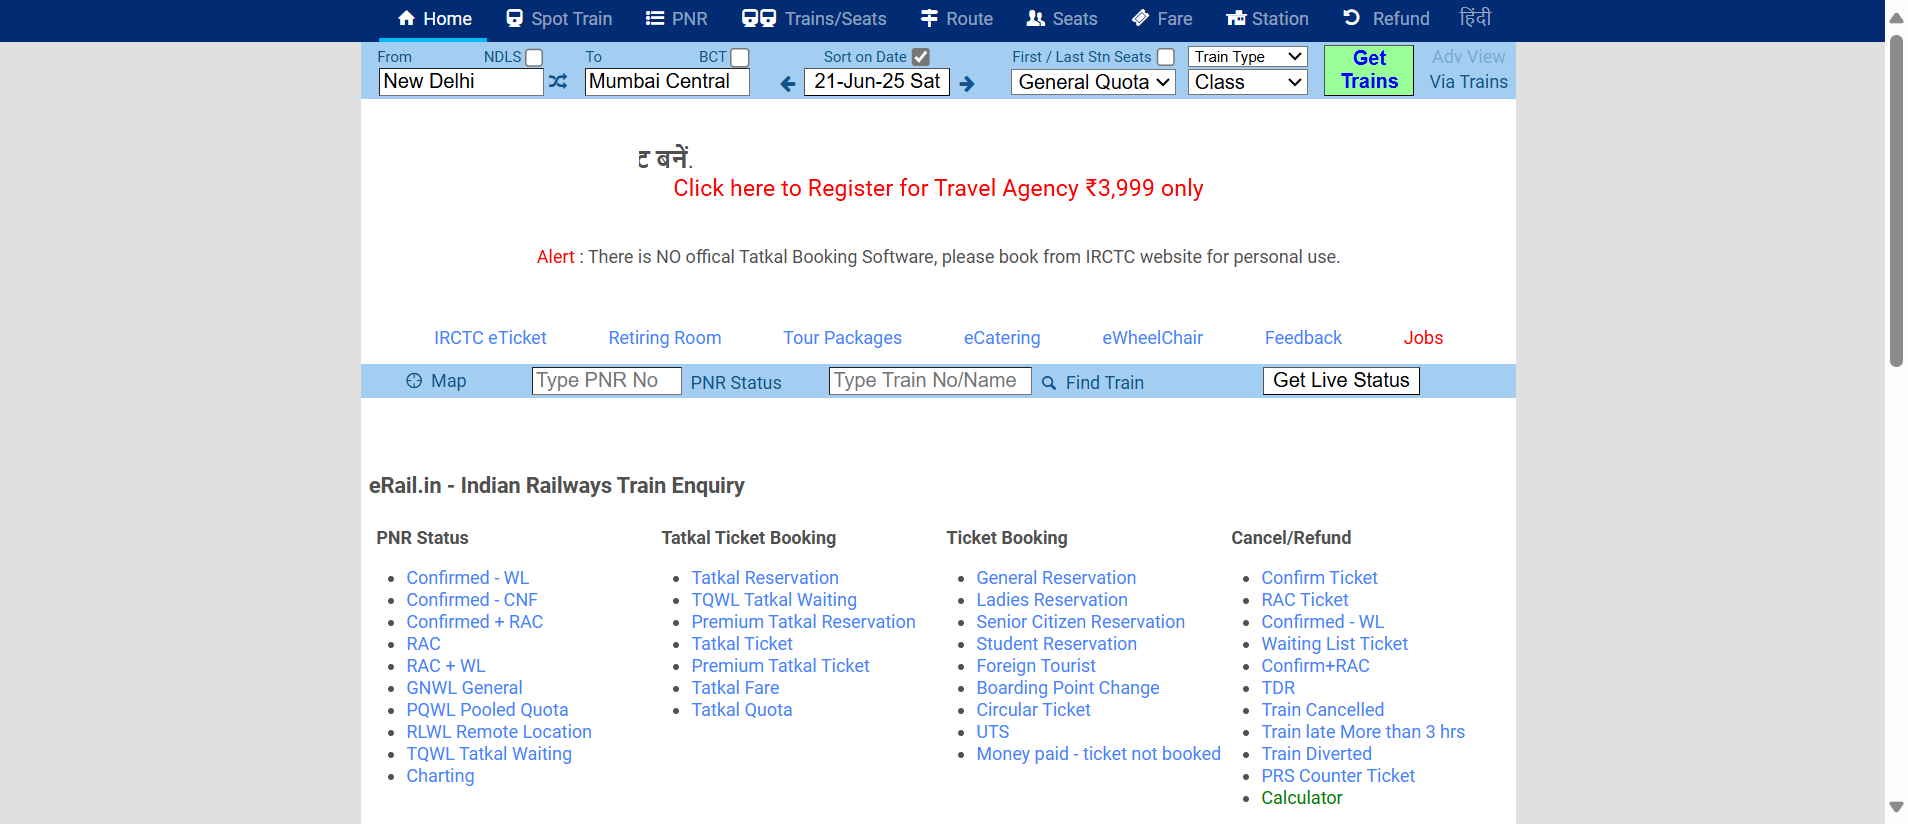 Home Spot Train PNR Trains/Seats Route Seats Fare Station Refund हिंदी
From NDLS To BCT Sort on Date First / Last Stn Seats Train Type Get Trains Adv View
New Delhi Mumbai Central 21-Jun-25 Sat General Quota Class Via Trains
ट बनें.
Click here to Register for Travel Agency ₹3,999 only
Alert : There is NO offical Tatkal Booking Software, please book from IRCTC website for personal use.
IRCTC eTicket Retiring Room Tour Packages eCatering eWheelChair Feedback Jobs
Map Type PNR No PNR Status Type Train No/Name Find Train Get Live Status
eRail.in - Indian Railways Train Enquiry
PNR Status
Confirmed - WL
Confirmed - CNF
Confirmed + RAC
RAC
RAC + WL
GNWL General
PQWL Pooled Quota
RLWL Remote Location
TQWL Tatkal Waiting
Charting
Tatkal Ticket Booking
Tatkal Reservation
TQWL Tatkal Waiting
Premium Tatkal Reservation
Tatkal Ticket
Premium Tatkal Ticket
Tatkal Fare
Tatkal Quota
Ticket Booking
General Reservation
Ladies Reservation
Senior Citizen Reservation
Student Reservation
Foreign Tourist
Boarding Point Change
Circular Ticket
UTS
Money paid - ticket not booked
Cancel/Refund
Confirm Ticket
RAC Ticket
Confirmed - WL
Waiting List Ticket
Confirm+RAC
TDR
Train Cancelled
Train late More than 3 hrs
Train Diverted
PRS Counter Ticket
Calculator